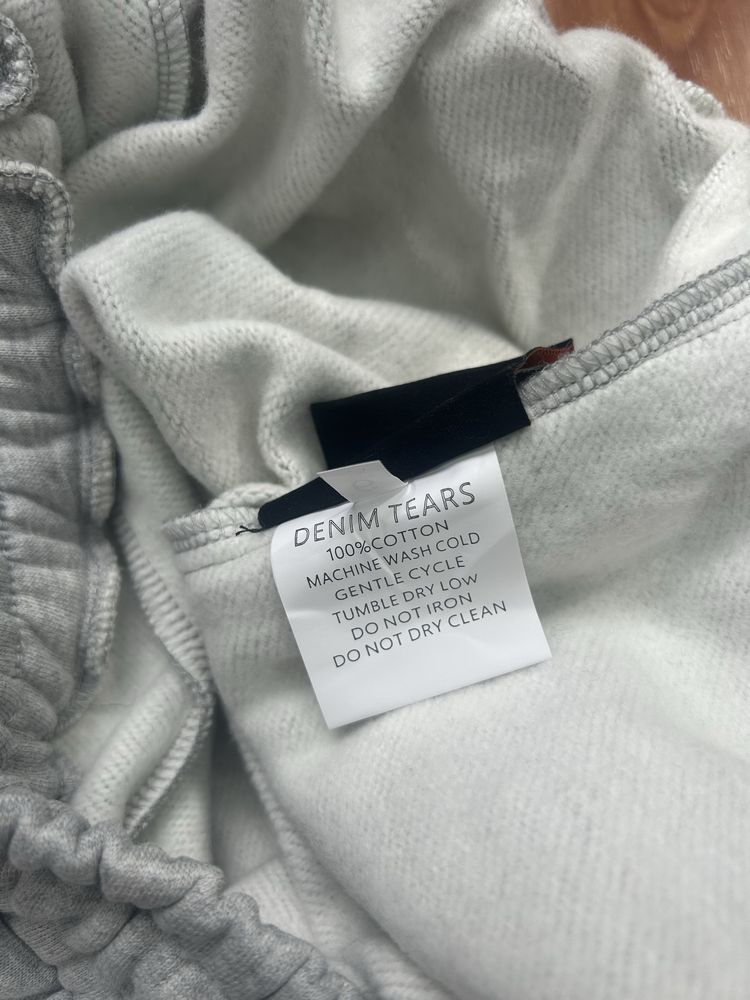 DENIM TEARS
100%COTTON
MACHINE WASH COLD
GENTLE CYCLE
TUMBLE DRY LOW
DO NOT IRON
DO NOT DRY CLEAN